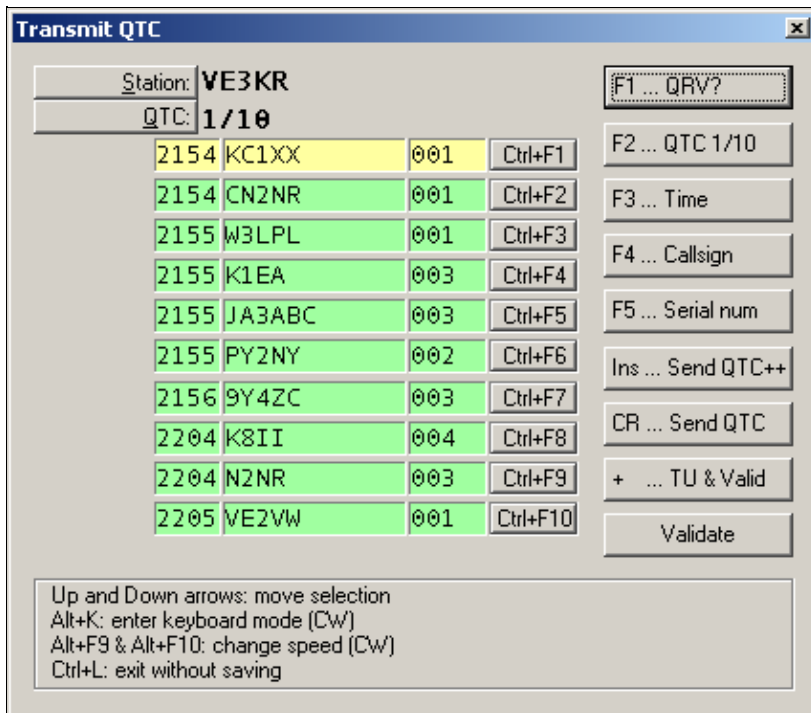 Transmit QTC
Station: VE3KR
QTC: 1/10
2154 KC1XX 001 Ctrl+F1
2154 CN2NR 001 Ctrl+F2
2155 W3LPL 001 Ctrl+F3
2155 K1EA 003 Ctrl+F4
2155 JA3ABC 003 Ctrl+F5
2155 PY2NY 002 Ctrl+F6
2156 9Y4ZC 003 Ctrl+F7
2204 K8II 004 Ctrl+F8
2204 N2NR 003 Ctrl+F9
2205 VE2VW 001 Ctrl+F10
F1 ... QRV?
F2 ... QTC 1/10
F3 ... Time
F4 ... Callsign
F5 ... Serial num
Ins ... Send QTC++
CR ... Send QTC
+ ... TU & Valid
Validate
Up and Down arrows: move selection
Alt+K: enter keyboard mode (CW)
Alt+F9 & Alt+F10: change speed (CW)
Ctrl+L: exit without saving